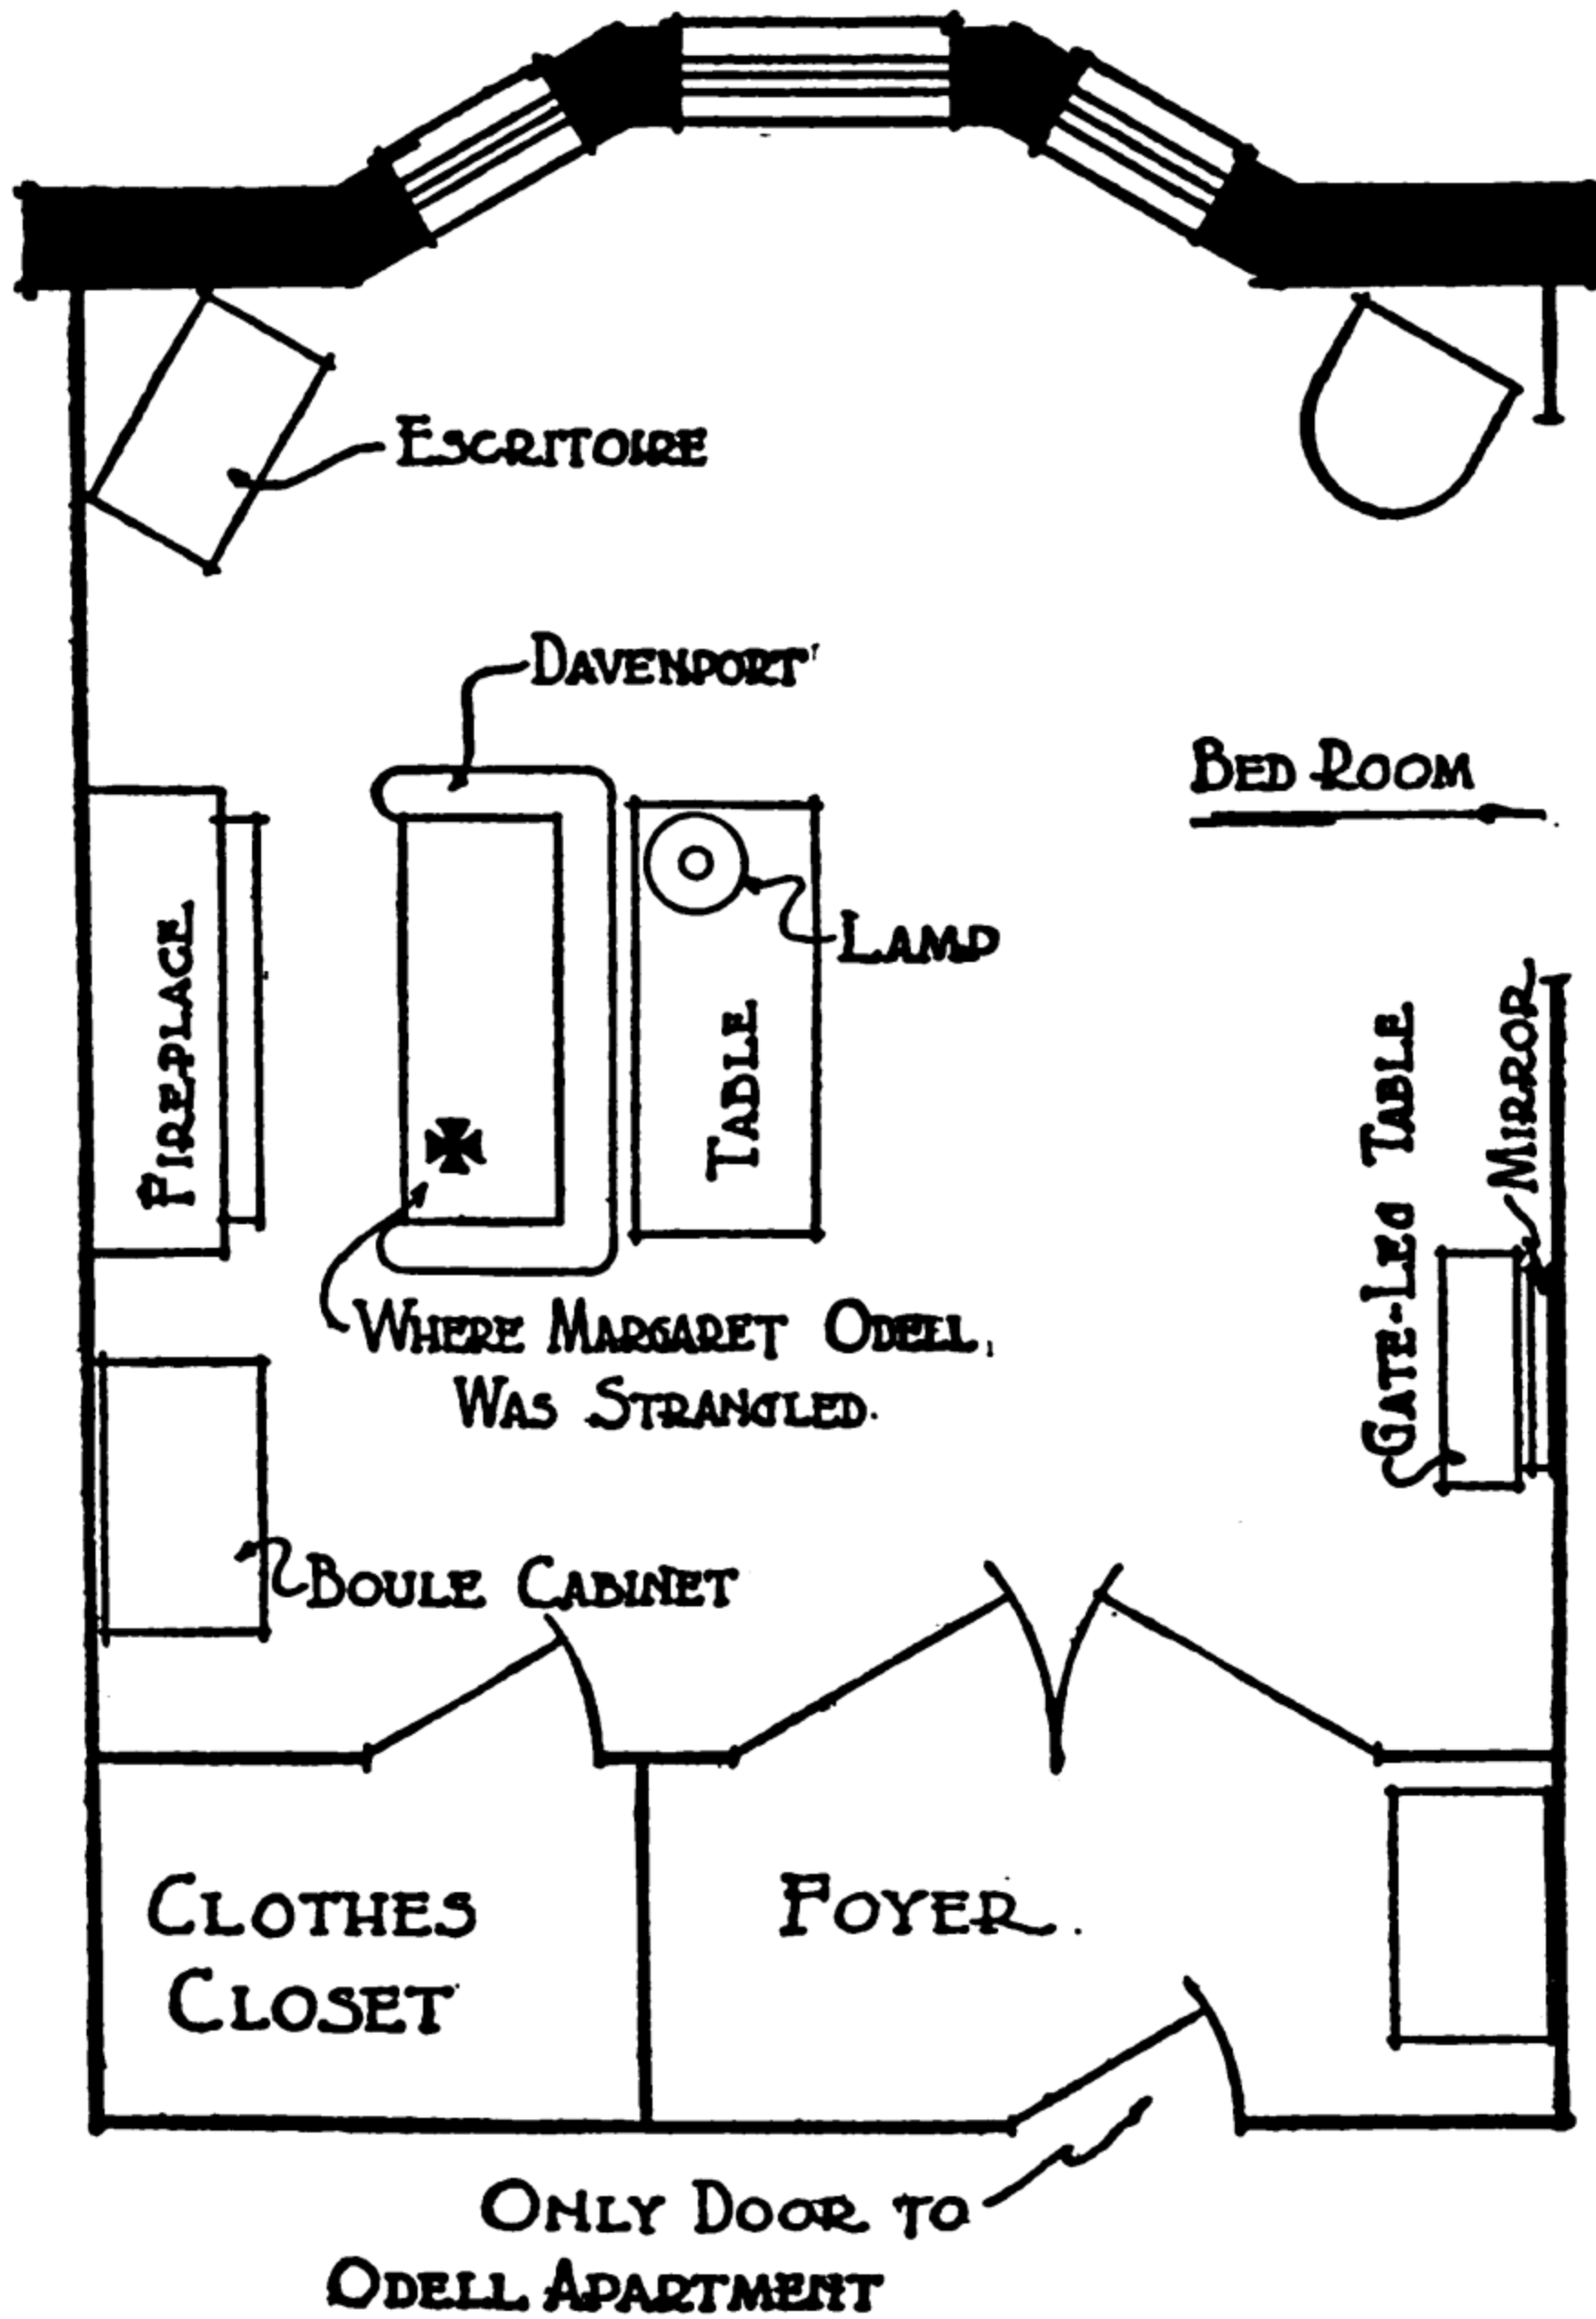 ESCRITOIRE
DAVENPORT
BED ROOM
LAMP
FIREPLACE
TABLE
GATE-LEG TABLE
MIRROR
WHERE MARGARET ODELL
WAS STRANGLED.
BOULE CABINET
CLOTHES
CLOSET
FOYER.
ONLY DOOR TO
ODELL APARTMENT